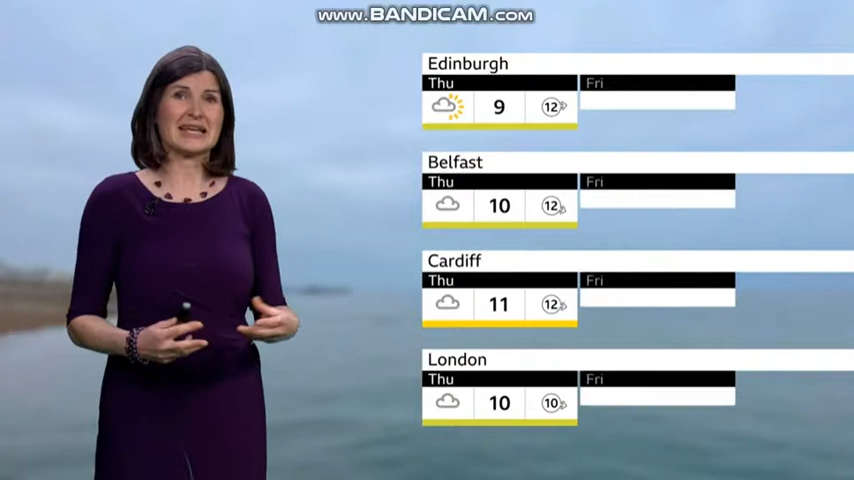 www.BANDICAM.com
Edinburgh
Thu Fri
9 12
Belfast
Thu Fri
10 12
Cardiff
Thu Fri
11 12
London
Thu Fri
10 10